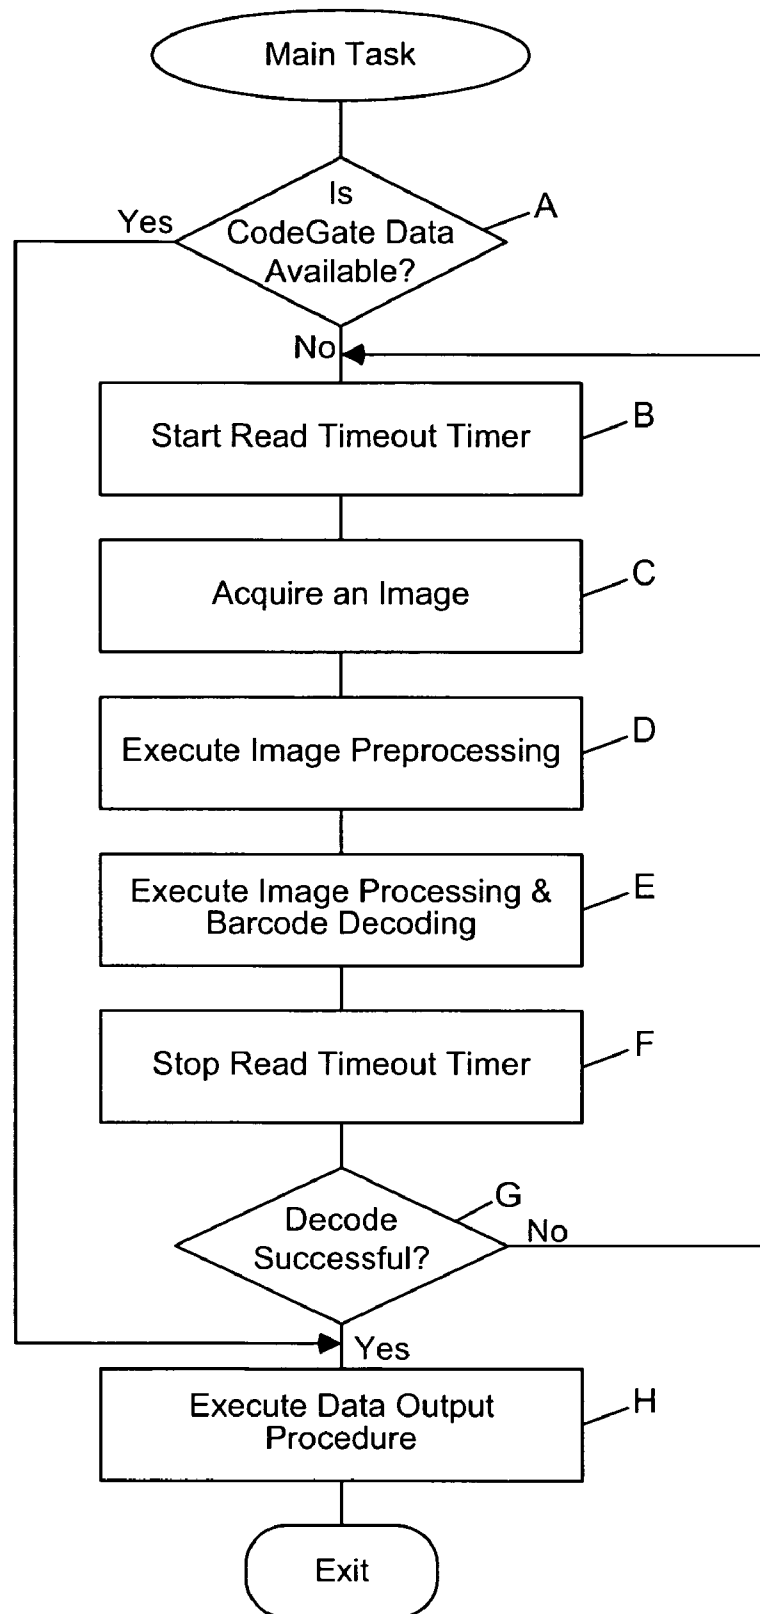 Main Task
Is
CodeGate Data
Available?
A
Yes
No
Start Read Timeout Timer
B
Acquire an Image
C
Execute Image Preprocessing
D
Execute Image Processing &
Barcode Decoding
E
Stop Read Timeout Timer
F
Decode
Successful?
G
No
Yes
Execute Data Output
Procedure
H
Exit